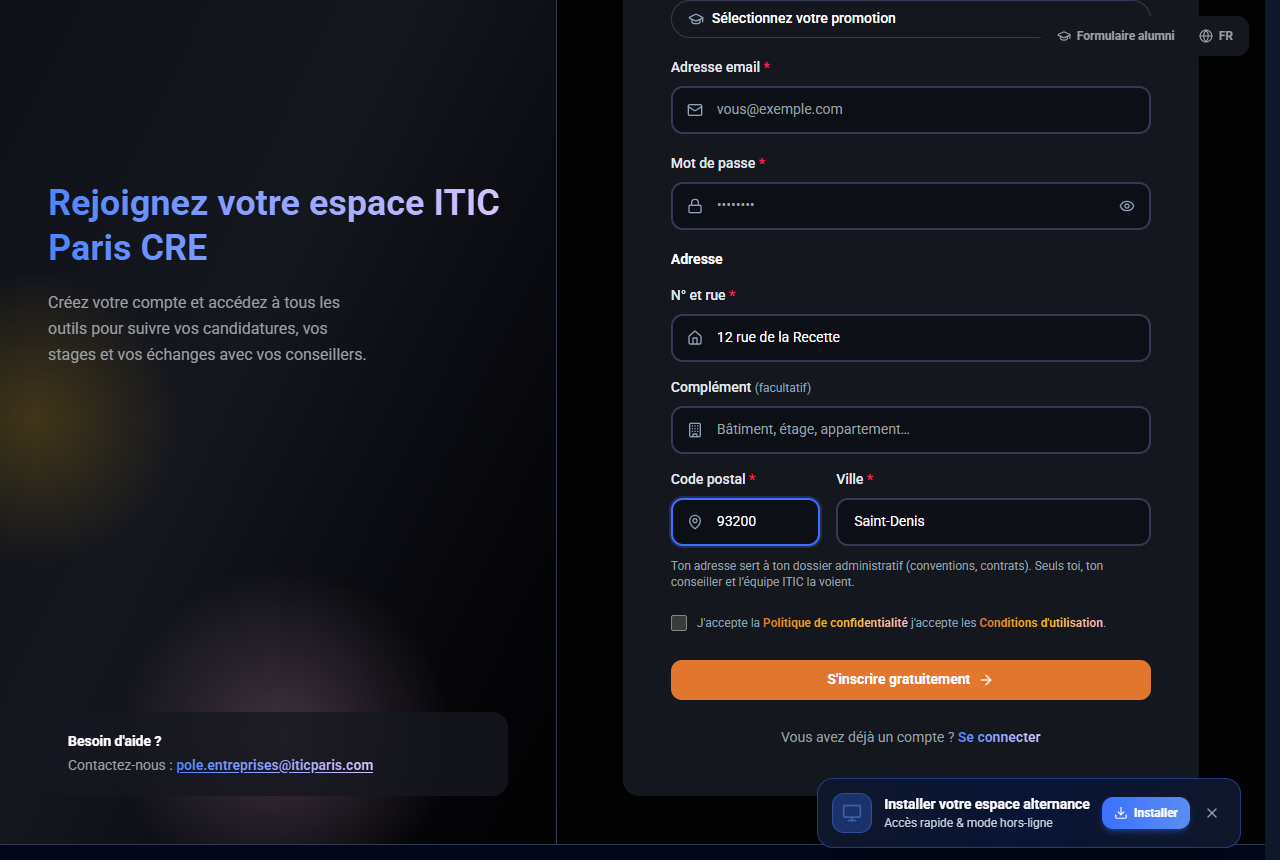 Sélectionnez votre promotion
Formulaire alumni
FR
Adresse email *
vous@exemple.com
Mot de passe *
••••••••
Adresse
N° et rue *
12 rue de la Recette
Complément (facultatif)
Bâtiment, étage, appartement…
Code postal *
Ville *
93200
Saint-Denis
Ton adresse sert à ton dossier administratif (conventions, contrats). Seuls toi, ton
conseiller et l'équipe ITIC la voient.
J'accepte la Politique de confidentialité j'accepte les Conditions d'utilisation.
S'inscrire gratuitement
Vous avez déjà un compte ? Se connecter
Rejoignez votre espace ITIC
Paris CRE
Créez votre compte et accédez à tous les
outils pour suivre vos candidatures, vos
stages et vos échanges avec vos conseillers.
Besoin d'aide ?
Contactez-nous : pole.entreprises@iticparis.com
Installer votre espace alternance
Accès rapide & mode hors-ligne
Installer